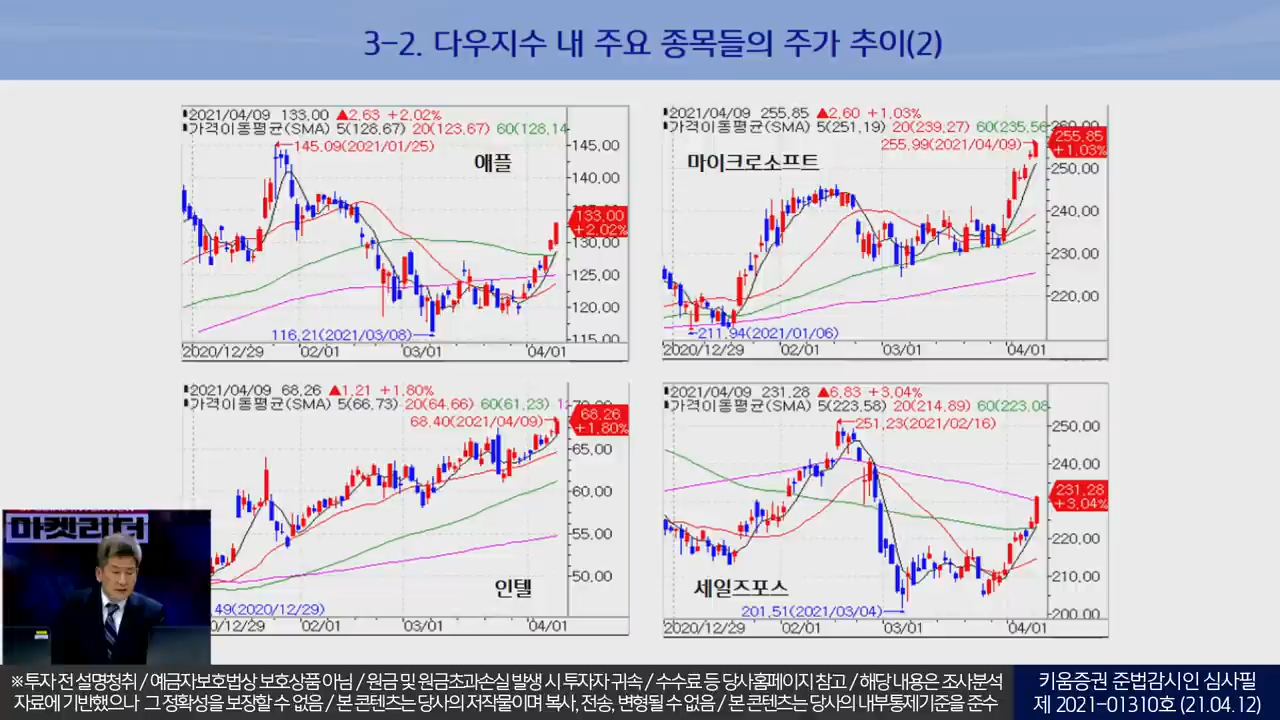 3-2. 다우지수 내 주요 종목들의 주가 추이(2)
2021/04/09 133,00 ▲2,63 +2,02%
가격이동평균(SMA) 5(128,67) 20(123,67) 60(128,14
145,09(2021/01/25)
애플
145,00
140,00
133,00
+2,02%
130,00
125,00
120,00
115,00
116,21(2021/03/08)
2020/12/29 02/01 03/01 04/01
2021/04/09 255,85 ▲2,60 +1,03%
가격이동평균(SMA) 5(251,19) 20(239,27) 60(235,56
255,99(2021/04/09)
마이크로소프트
260,00
255,85
+1,03%
250,00
240,00
230,00
220,00
211,94(2021/01/06)
2020/12/29 02/01 03/01 04/01
2021/04/09 68,26 ▲1,21 +1,80%
가격이동평균(SMA) 5(66,73) 20(64,66) 60(61,23)
68,40(2021/04/09)
70,00
68,26
+1,80%
65,00
60,00
55,00
50,00
인텔
,49(2020/12/29)
0/12/29 02/01 03/01 04/01
2021/04/09 231,28 ▲6,83 +3,04%
가격이동평균(SMA) 5(223,58) 20(214,89) 60(223,08
251,23(2021/02/16)
250,00
240,00
231,28
+3,04%
220,00
210,00
200,00
세일즈포스
201,51(2021/03/04)
2020/12/29 02/01 03/01 04/01
마켓리더
※투자 전 설명청취 / 예금자보호법상 보호상품 아님 / 원금 및 원금초과손실 발생 시 투자자 귀속 / 수수료 등 당사홈페이지 참고 / 해당 내용은 조사분석
자료에 기반했으나 그 정확성을 보장할 수 없음 / 본 콘텐츠는 당사의 저작물이며 복사, 전송, 변형될 수 없음 / 본 콘텐츠는 당사의 내부통제기준을 준수
키움증권 준법감시인 심사필
제 2021-01310호 (21.04.12)